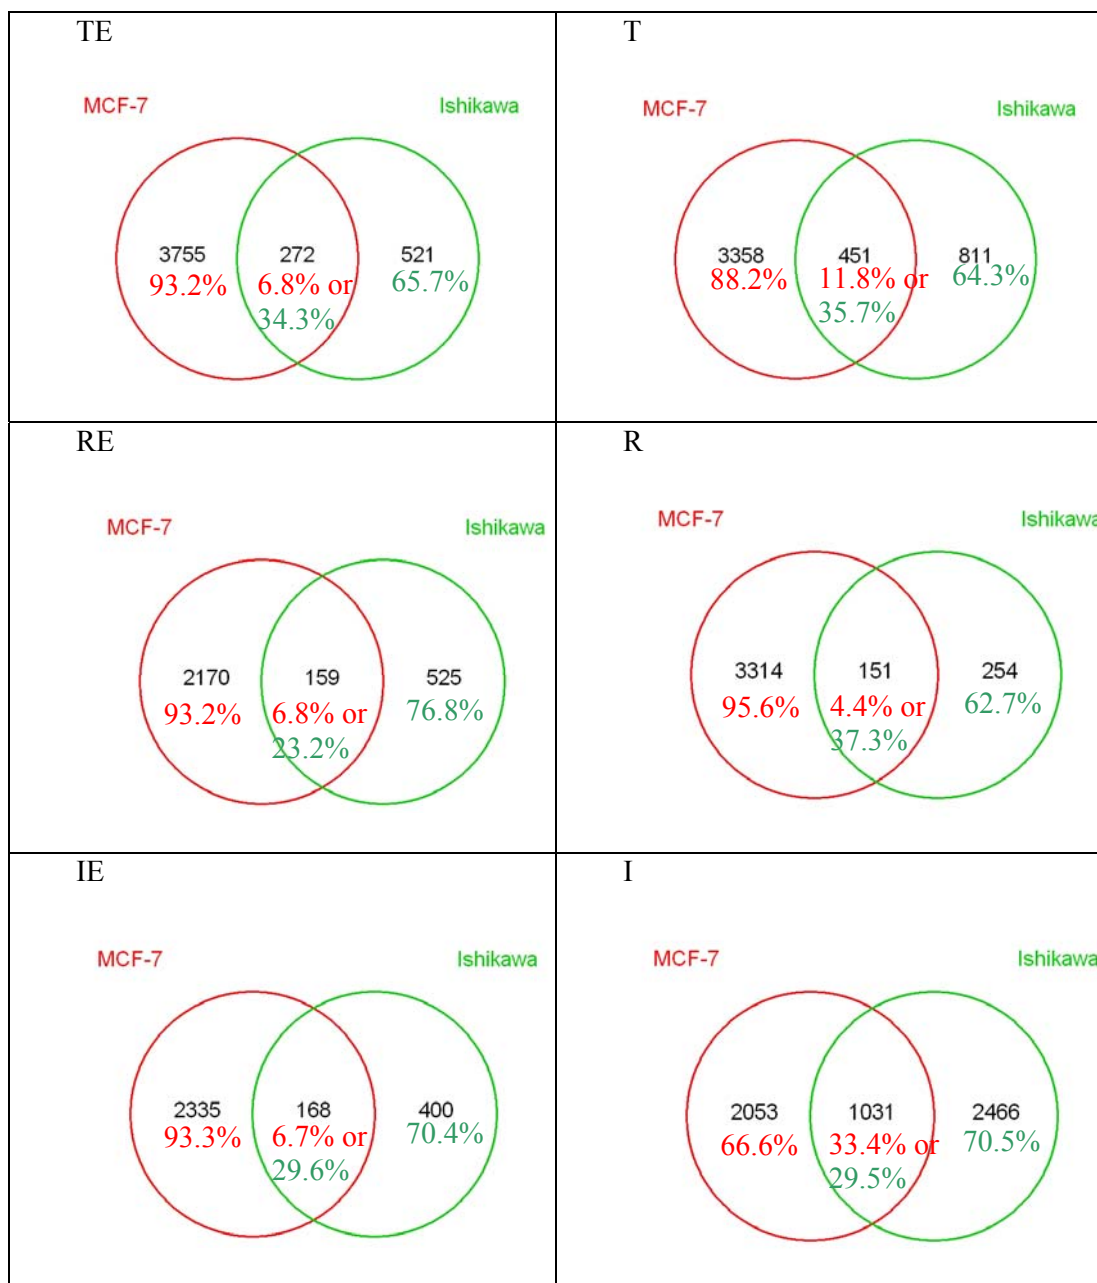 TE
MCF-7 Ishikawa
3755 272 521
93.2% 6.8% or 65.7%
34.3%
T
MCF-7 Ishikawa
3358 451 811
88.2% 11.8% or 64.3%
35.7%
RE
MCF-7 Ishikawa
2170 159 525
93.2% 6.8% or 76.8%
23.2%
R
MCF-7 Ishikawa
3314 151 254
95.6% 4.4% or 62.7%
37.3%
IE
MCF-7 Ishikawa
2335 168 400
93.3% 6.7% or 70.4%
29.6%
I
MCF-7 Ishikawa
2053 1031 2466
66.6% 33.4% or 70.5%
29.5%